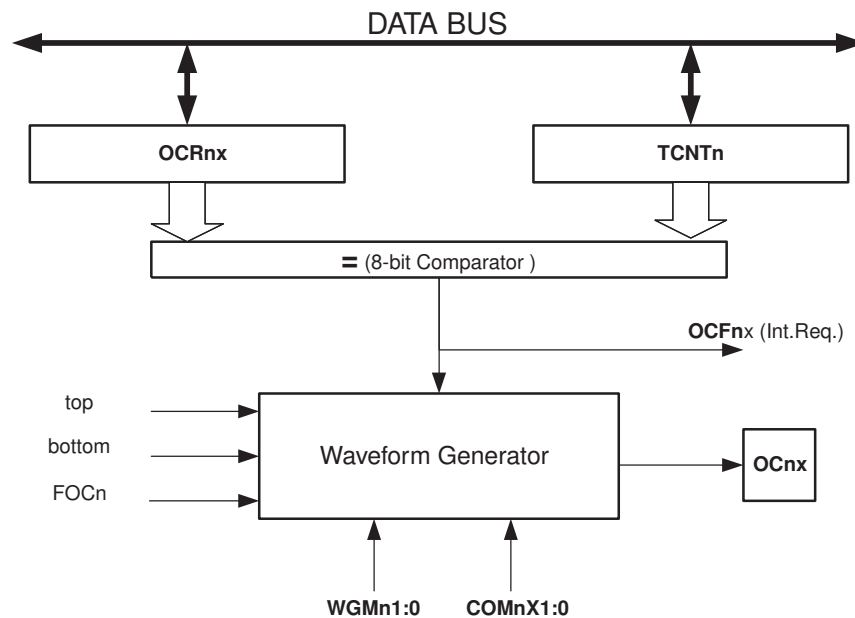 DATA BUS
OCRnx
TCNTn
= (8-bit Comparator )
OCFnx (Int.Req.)
top
bottom
FOCn
Waveform Generator
OCnx
WGMn1:0
COMnX1:0